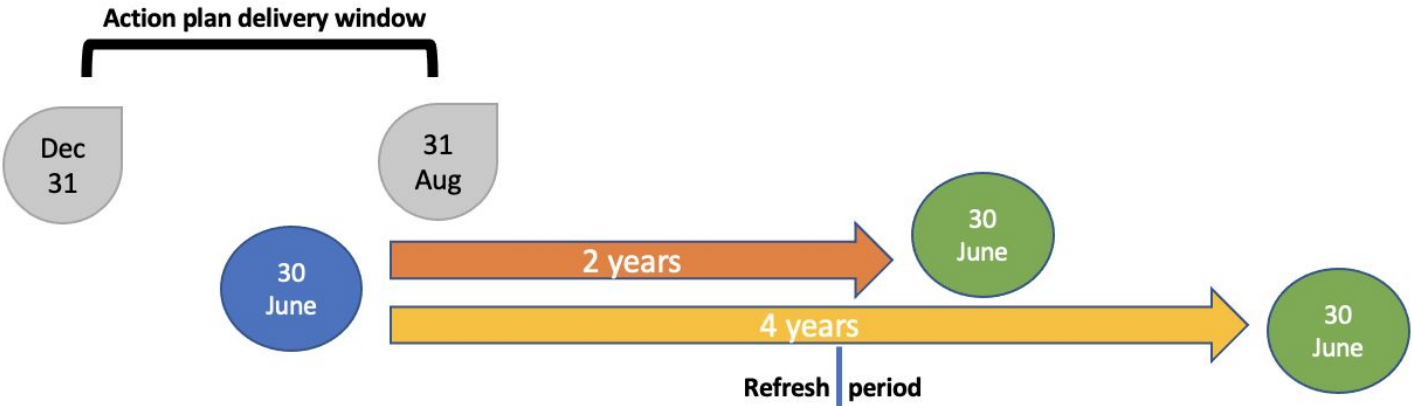 Action plan delivery window
Dec
31
31
Aug
30
June
2 years
30
June
4 years
30
June
Refresh period